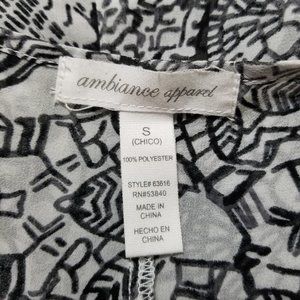 ambiance apparel
S
(CHICO)
100% POLYESTER
STYLE# 63616
RN#53840
MADE IN
CHINA
HECHO EN
CHINA